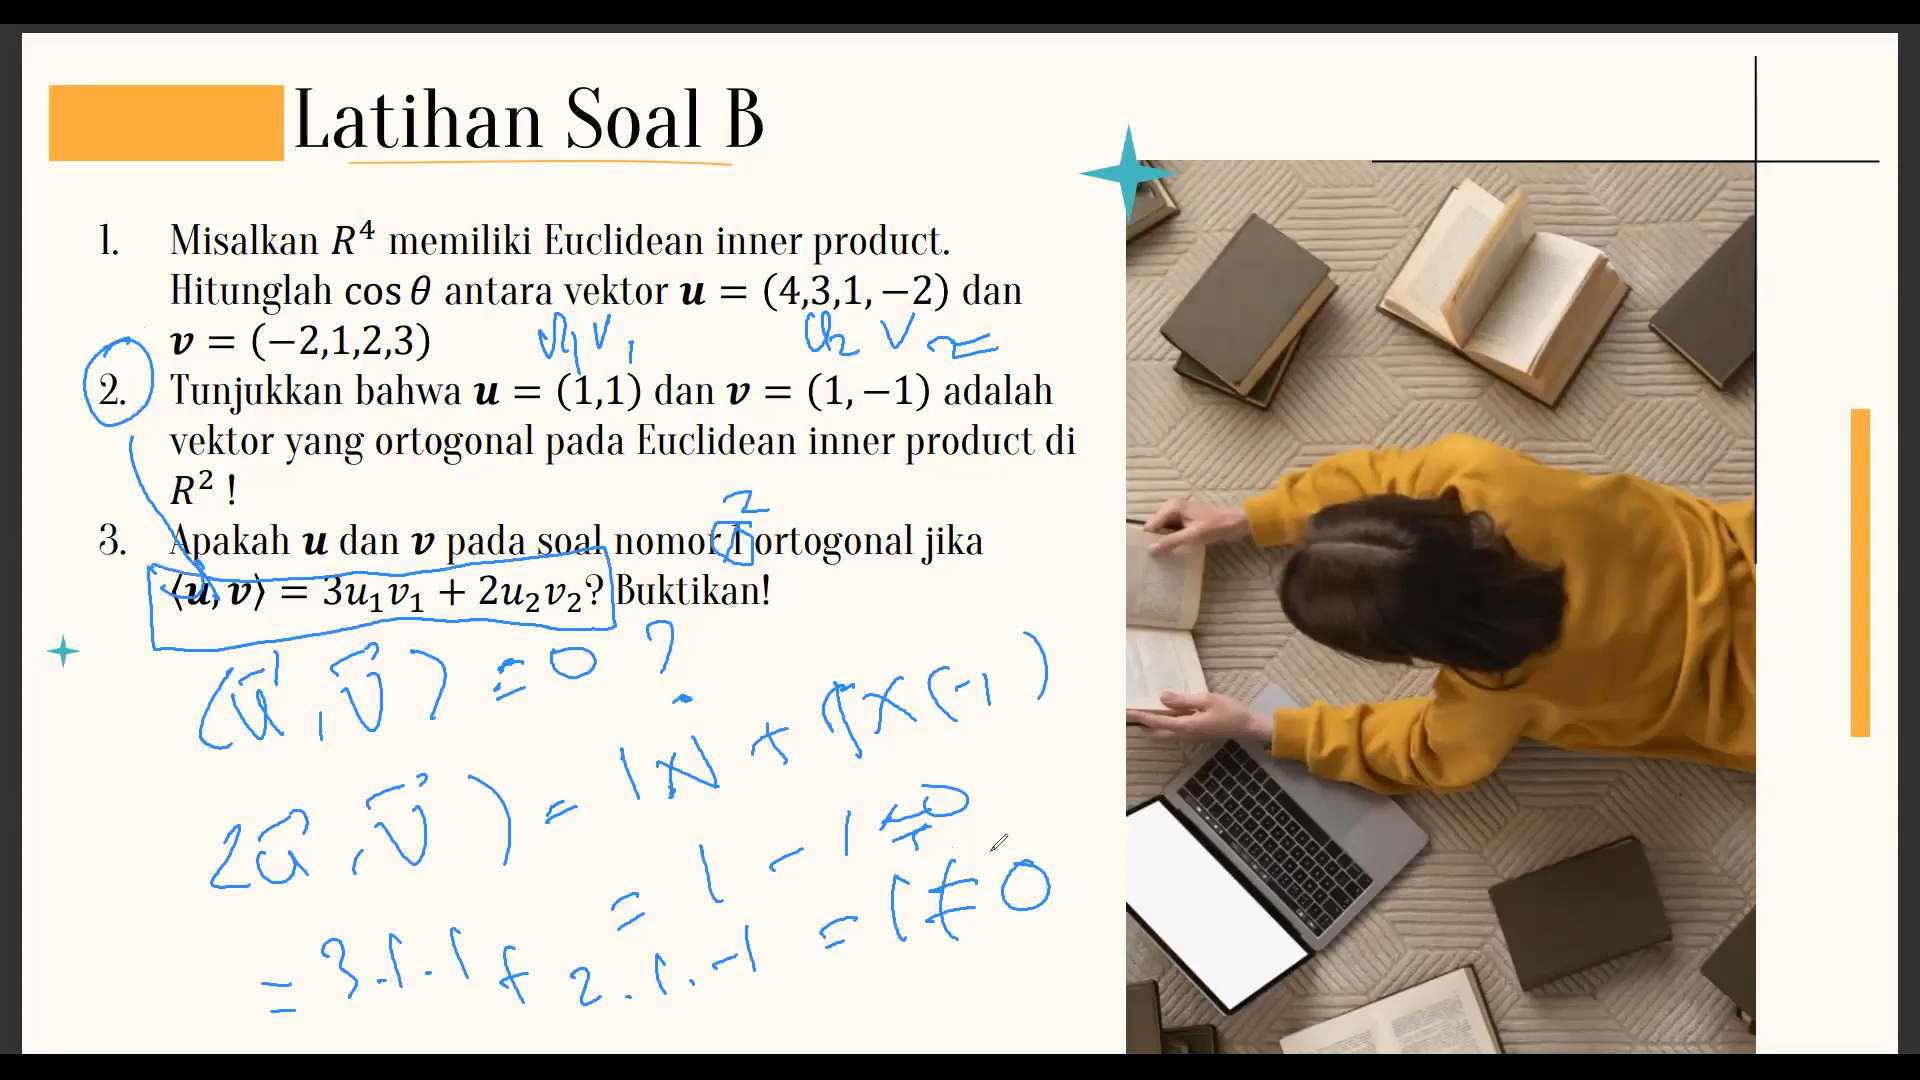 Latihan Soal B
1. Misalkan R⁴ memiliki Euclidean inner product.
Hitunglah cos θ antara vektor u = (4,3,1, −2) dan
v = (−2,1,2,3)
u₁ v₁ u₂ v₂
2. Tunjukkan bahwa u = (1,1) dan v = (1, −1) adalah
vektor yang ortogonal pada Euclidean inner product di
R² !
2
3. Apakah u dan v pada soal nomor 1 ortogonal jika
⟨u, v⟩ = 3u₁v₁ + 2u₂v₂? Buktikan!
(u⃗, v⃗) = 0 ?
⟨u⃗, v⃗) = 1×1 + 1×(-1)
= 1 - 1 = 0
= 3.1.1 + 2.1.-1 = 1 ≠ 0